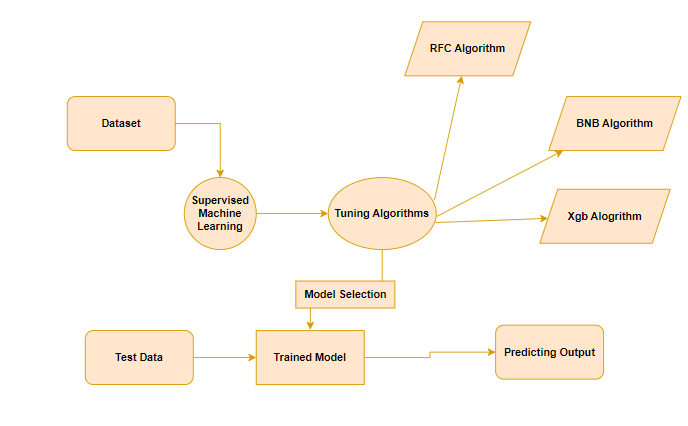 RFC Algorithm
Dataset
BNB Algorithm
Supervised
Machine
Learning
Tuning Algorithms
Xgb Alogrithm
Model Selection
Test Data
Trained Model
Predicting Output